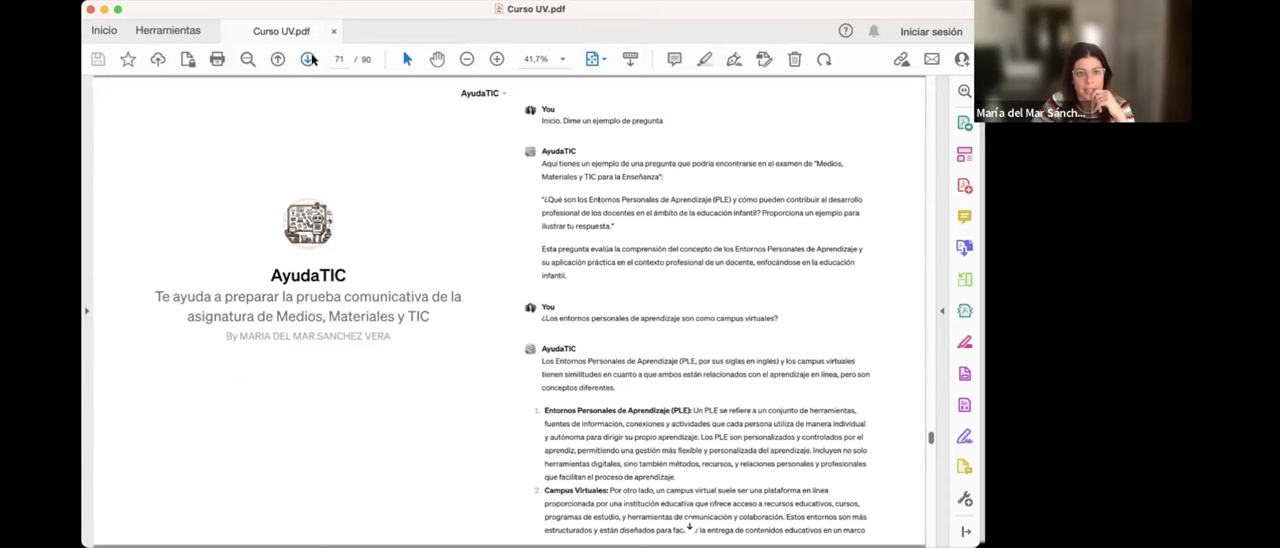 Curso UV.pdf
Inicio
Herramientas
Curso UV.pdf
×
Iniciar sesión
71 / 90
41,7%
María del Mar Sánch...
AyudaTIC
You
Inicio. Dime un ejemplo de pregunta
AyudaTIC
Aquí tienes un ejemplo de una pregunta que podría encontrarse en el examen de "Medios,
Materiales y TIC para la Enseñanza":
"¿Qué son los Entornos Personales de Aprendizaje (PLE) y cómo pueden contribuir al desarrollo
profesional de los docentes en el ámbito de la educación infantil? Proporciona un ejemplo para
ilustrar tu respuesta."
Esta pregunta evalúa la comprensión del concepto de los Entornos Personales de Aprendizaje y
su aplicación práctica en el contexto profesional de un docente, enfocándose en la educación
infantil.
AyudaTIC
Te ayuda a preparar la prueba comunicativa de la
asignatura de Medios, Materiales y TIC
By MARIA DEL MAR SANCHEZ VERA
You
¿Los entornos personales de aprendizaje son como campus virtuales?
AyudaTIC
Los Entornos Personales de Aprendizaje (PLE, por sus siglas en inglés) y los campus virtuales
tienen similitudes en cuanto a que ambos están relacionados con el aprendizaje en línea, pero son
conceptos diferentes.
1. Entornos Personales de Aprendizaje (PLE): Un PLE se refiere a un conjunto de herramientas,
fuentes de información, conexiones y actividades que cada persona utiliza de manera individual
y autónoma para dirigir su propio aprendizaje. Los PLE son personalizados y controlados por el
aprendiz, permitiendo una gestión más flexible y personalizada del aprendizaje. Incluyen no solo
herramientas digitales, sino también métodos, recursos, y relaciones personales y profesionales
que facilitan el proceso de aprendizaje.
2. Campus Virtuales: Por otro lado, un campus virtual suele ser una plataforma en línea
proporcionada por una institución educativa que ofrece acceso a recursos educativos, cursos,
programas de estudio, y herramientas de comunicación y colaboración. Estos entornos son más
estructurados y están diseñados para la entrega de contenidos educativos en un marco